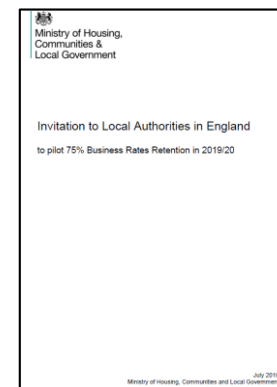 Ministry of Housing,
Communities &
Local Government
Invitation to Local Authorities in England
to pilot 75% Business Rates Retention in 2019/20
July
Ministry of Housing, Communities and Local Government